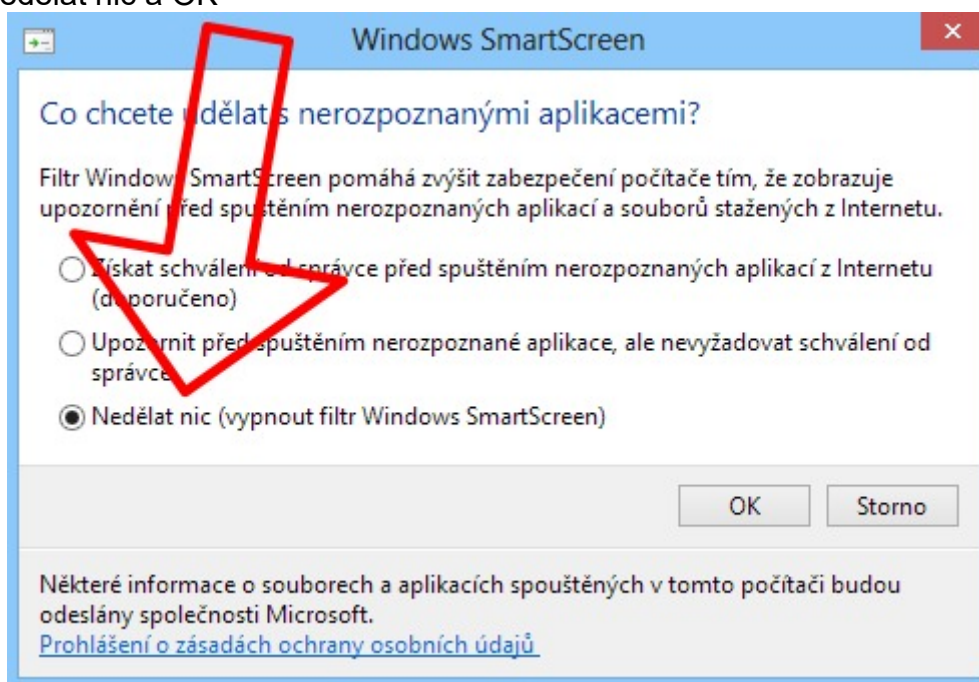 edělat nic a OK
Windows SmartScreen
Co chcete udělat s nerozpoznanými aplikacemi?
Filtr Windows SmartScreen pomáhá zvýšit zabezpečení počítače tím, že zobrazuje
upozornění před spuštěním nerozpoznaných aplikací a souborů stažených z Internetu.
Získat schválení od správce před spuštěním nerozpoznaných aplikací z Internetu
(doporučeno)
Upozornit před spuštěním nerozpoznané aplikace, ale nevyžadovat schválení od
správce
Nedělat nic (vypnout filtr Windows SmartScreen)
OK Storno
Některé informace o souborech a aplikacích spouštěných v tomto počítači budou
odeslány společnosti Microsoft.
Prohlášení o zásadách ochrany osobních údajů